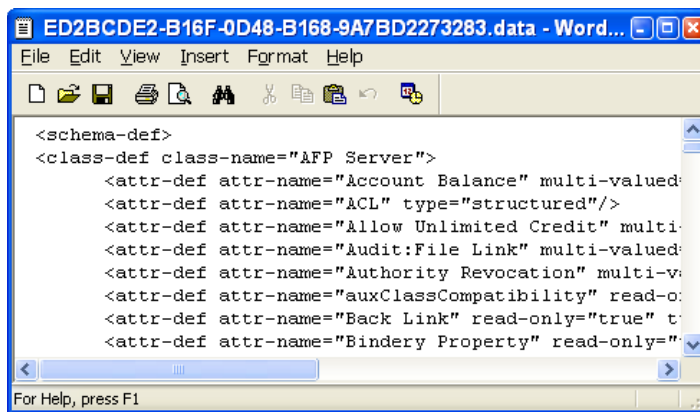 ED2BCDE2-B16F-0D48-B168-9A7BD2273283.data - Word...
File Edit View Insert Format Help
<schema-def>
<class-def class-name="AFP Server">
<attr-def attr-name="Account Balance" multi-valued=
<attr-def attr-name="ACL" type="structured"/>
<attr-def attr-name="Allow Unlimited Credit" multi-
<attr-def attr-name="Audit:File Link" multi-valued=
<attr-def attr-name="Authority Revocation" multi-va
<attr-def attr-name="auxClassCompatibility" read-o
<attr-def attr-name="Back Link" read-only="true" t
<attr-def attr-name="Bindery Property" read-only="
For Help, press F1